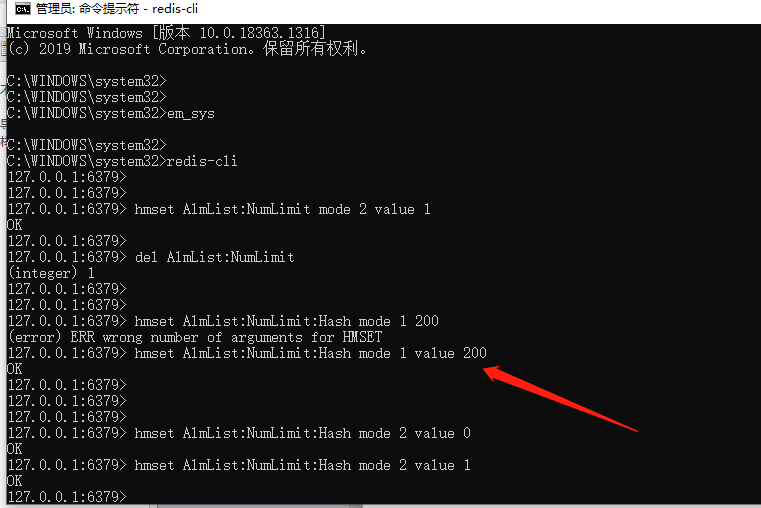 管理员: 命令提示符 - redis-cli
Microsoft Windows [版本 10.0.18363.1316]
(c) 2019 Microsoft Corporation。保留所有权利。
C:\WINDOWS\system32>
C:\WINDOWS\system32>
C:\WINDOWS\system32>em_sys
C:\WINDOWS\system32>
C:\WINDOWS\system32>redis-cli
127.0.0.1:6379>
127.0.0.1:6379>
127.0.0.1:6379> hmset AlmList:NumLimit mode 2 value 1
OK
127.0.0.1:6379>
127.0.0.1:6379> del AlmList:NumLimit
(integer) 1
127.0.0.1:6379>
127.0.0.1:6379>
127.0.0.1:6379> hmset AlmList:NumLimit:Hash mode 1 200
(error) ERR wrong number of arguments for HMSET
127.0.0.1:6379> hmset AlmList:NumLimit:Hash mode 1 value 200
OK
127.0.0.1:6379>
127.0.0.1:6379>
127.0.0.1:6379>
127.0.0.1:6379> hmset AlmList:NumLimit:Hash mode 2 value 0
OK
127.0.0.1:6379> hmset AlmList:NumLimit:Hash mode 2 value 1
OK
127.0.0.1:6379>